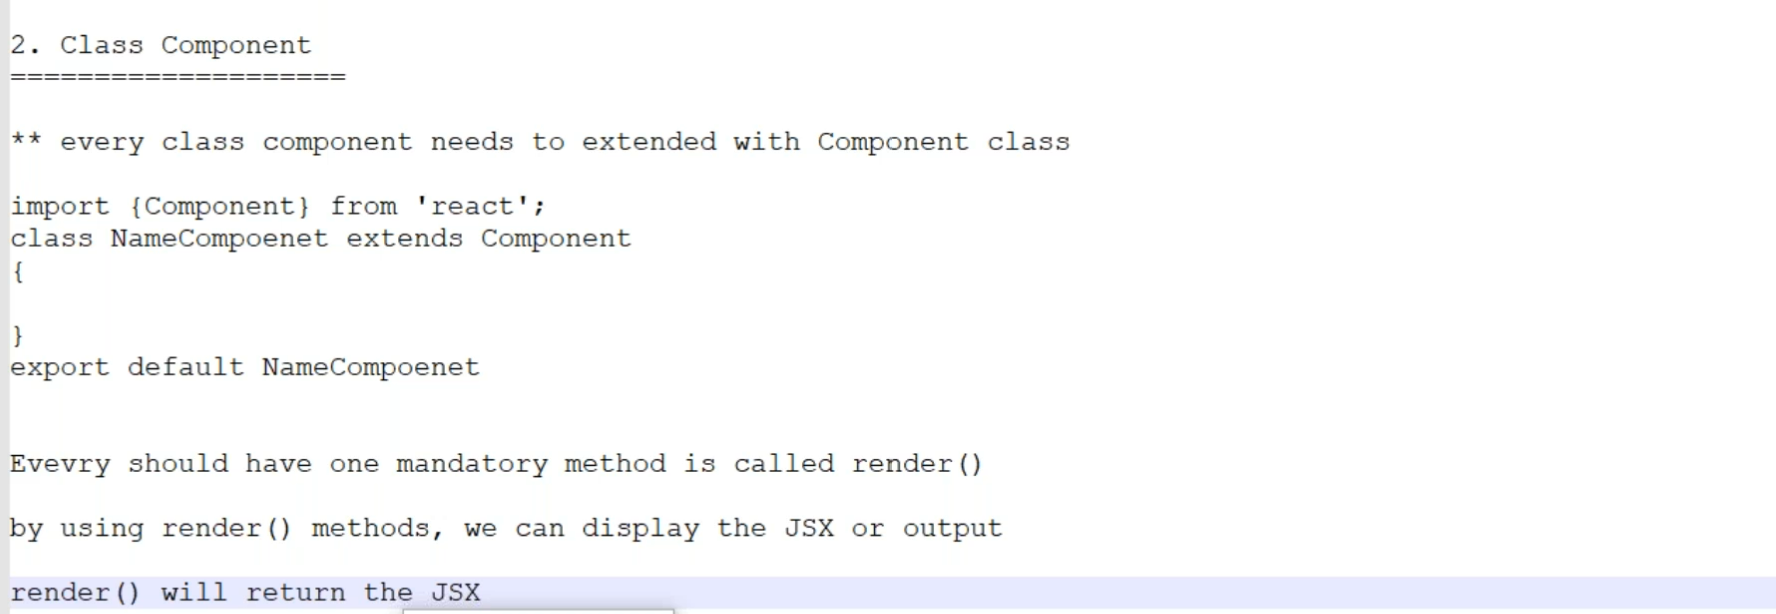 2. Class Component
====================
** every class component needs to extended with Component class
import {Component} from 'react';
class NameCompoenet extends Component
{
}
export default NameCompoenet
Evevry should have one mandatory method is called render()
by using render() methods, we can display the JSX or output
render() will return the JSX